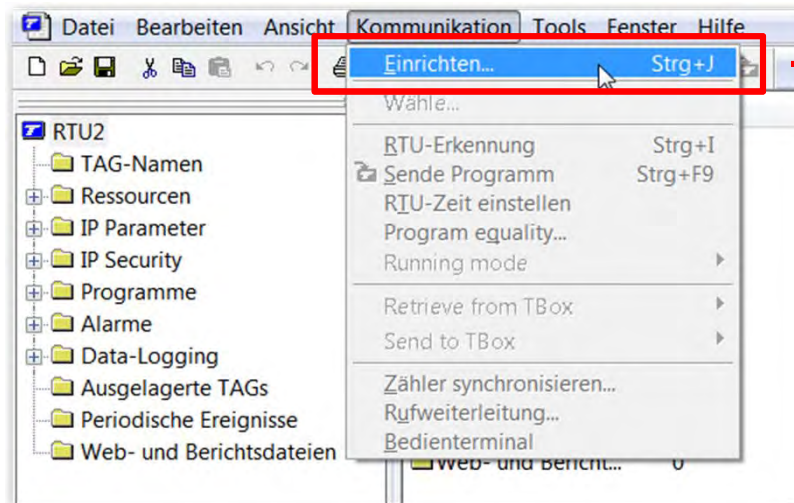 Datei Bearbeiten Ansicht Kommunikation Tools Fenster Hilfe
Einrichten... Strg+J
Wähle...
RTU-Erkennung Strg+I
Sende Programm Strg+F9
RTU-Zeit einstellen
Program equality...
Running mode
Retrieve from TBox
Send to TBox
Zähler synchronisieren...
Rufweiterleitung...
Bedienterminal
RTU2
TAG-Namen
Ressourcen
IP Parameter
IP Security
Programme
Alarme
Data-Logging
Ausgelagerte TAGs
Periodische Ereignisse
Web- und Berichtsdateien
Web- und Bericht... 0